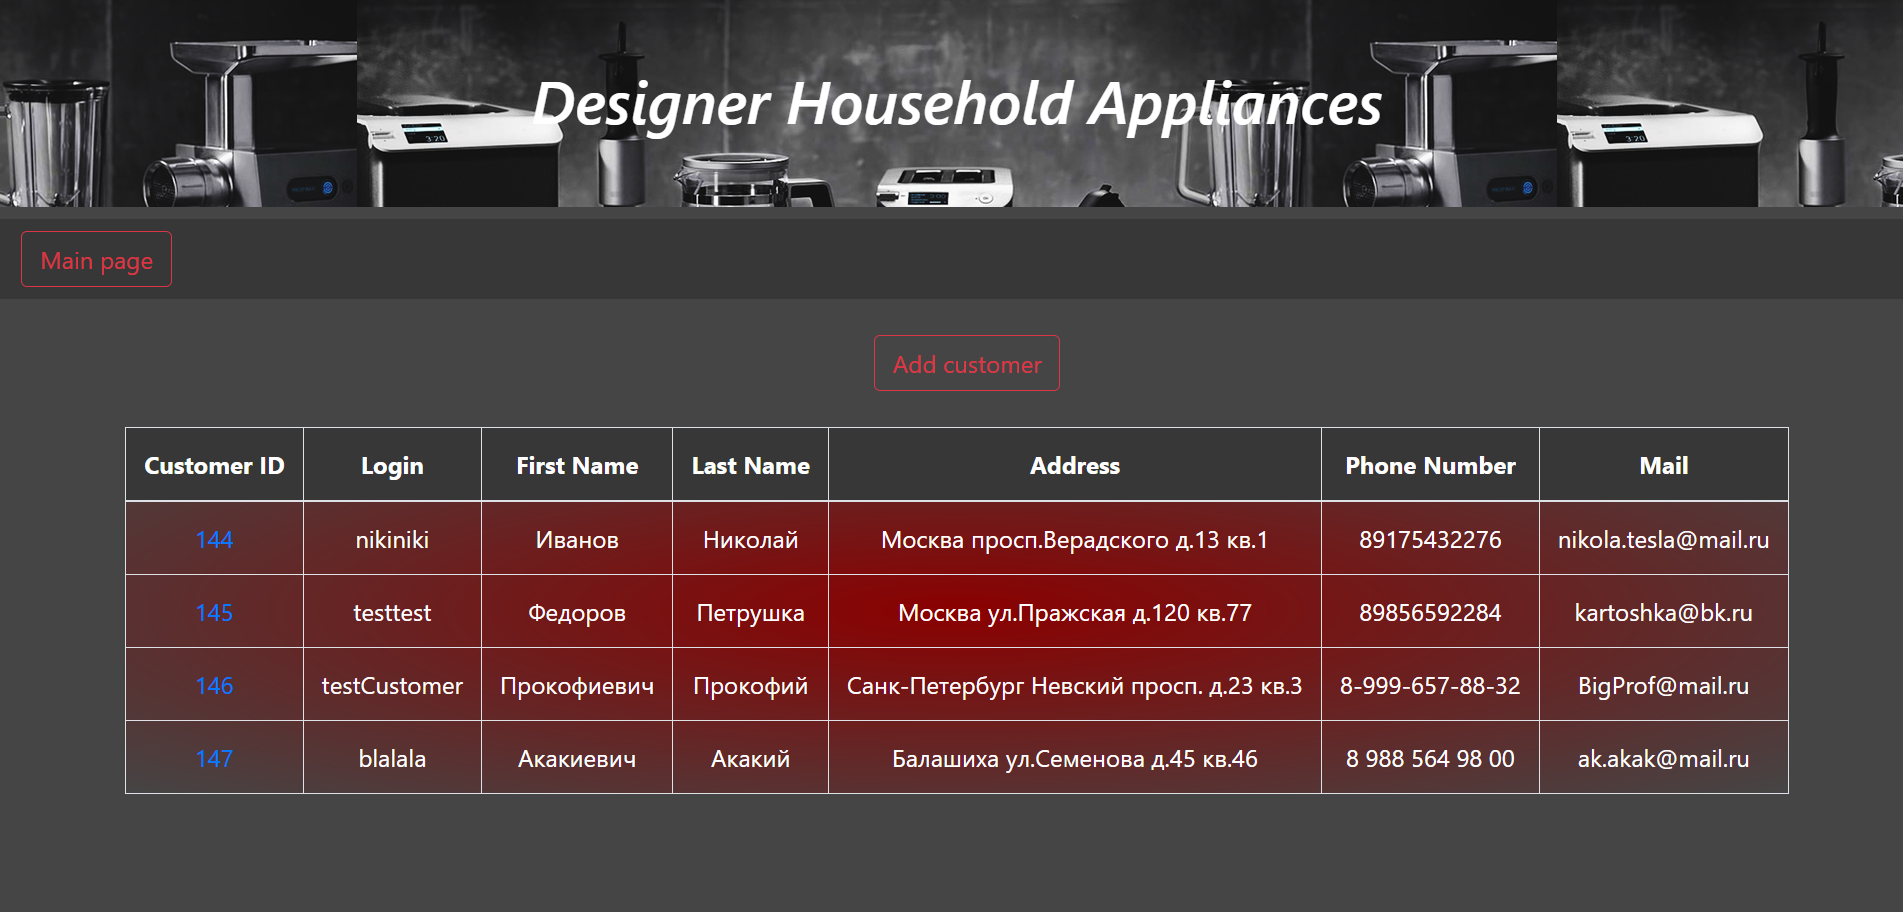 Designer Household Appliances
Main page
Add customer
Customer ID Login First Name Last Name Address Phone Number Mail
144 nikiniki Иванов Николай Москва просп.Верадского д.13 кв.1 89175432276 nikola.tesla@mail.ru
145 testtest Федоров Петрушка Москва ул.Пражская д.120 кв.77 89856592284 kartoshka@bk.ru
146 testCustomer Прокофиевич Прокофий Санк-Петербург Невский просп. д.23 кв.3 8-999-657-88-32 BigProf@mail.ru
147 blalala Акакиевич Акакий Балашиха ул.Семенова д.45 кв.46 8 988 564 98 00 ak.akak@mail.ru